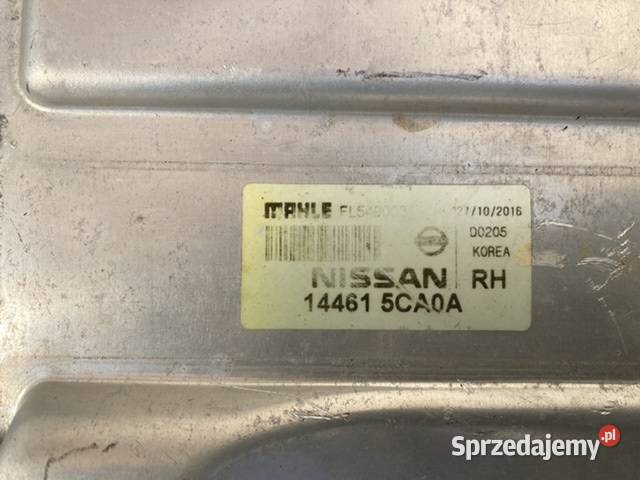 MAHLE 27/10/2016
D0205
KOREA
NISSAN RH
14461 5CA0A
Sprzedajemy.pl